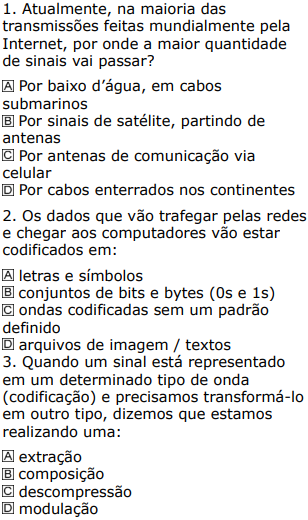 1. Atualmente, na maioria das
transmissões feitas mundialmente pela
Internet, por onde a maior quantidade
de sinais vai passar?
A Por baixo d’água, em cabos
submarinos
B Por sinais de satélite, partindo de
antenas
C Por antenas de comunicação via
celular
D Por cabos enterrados nos continentes
2. Os dados que vão trafegar pelas redes
e chegar aos computadores vão estar
codificados em:
A letras e símbolos
B conjuntos de bits e bytes (0s e 1s)
C ondas codificadas sem um padrão
definido
D arquivos de imagem / textos
3. Quando um sinal está representado
em um determinado tipo de onda
(codificação) e precisamos transformá-lo
em outro tipo, dizemos que estamos
realizando uma:
A extração
B composição
C descompressão
D modulação